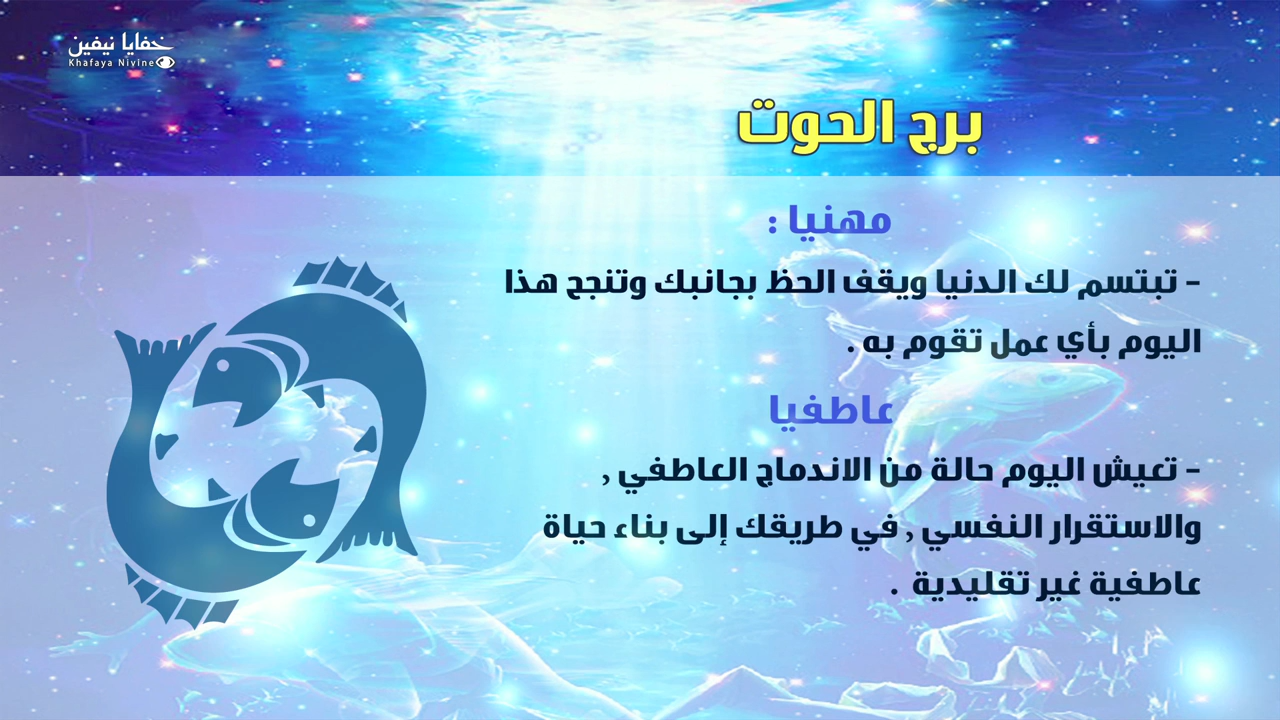 خفايا نيفين
Khafaya Nivine
برج الحوت
مهنيا :
- تبتسم لك الدنيا ويقف الحظ بجانبك وتنجح هذا
اليوم بأي عمل تقوم به .
عاطفيا
- تعيش اليوم حالة من الاندماج العاطفي ,
والاستقرار النفسي , في طريقك إلى بناء حياة
عاطفية غير تقليدية .